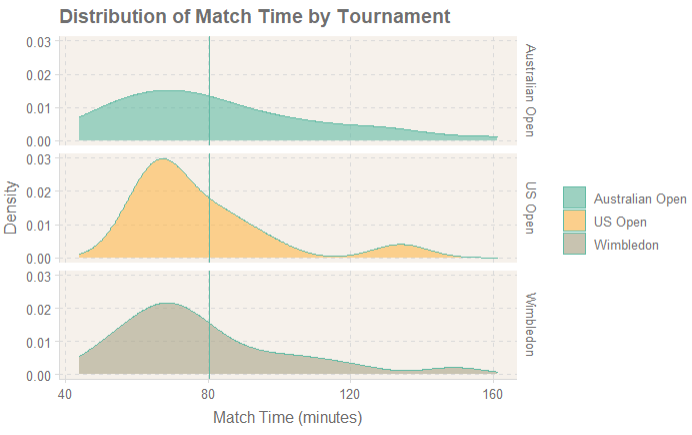 Distribution of Match Time by Tournament
0.03
0.02
0.01
0.00
Australian Open
0.03
0.02
0.01
0.00
US Open
0.03
0.02
0.01
0.00
Wimbledon
Density
40
80
120
160
Match Time (minutes)
Australian Open
US Open
Wimbledon